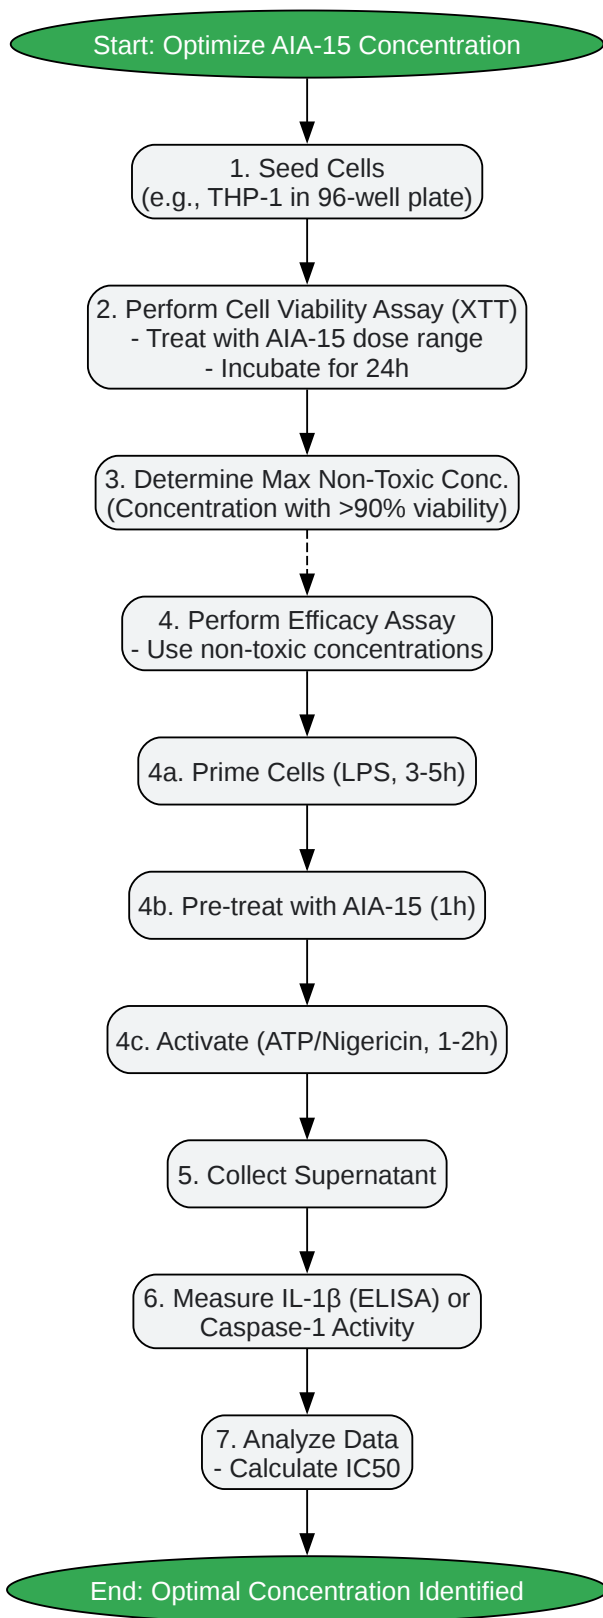 Start: Optimize AIA-15 Concentration
1. Seed Cells
(e.g., THP-1 in 96-well plate)
2. Perform Cell Viability Assay (XTT)
- Treat with AIA-15 dose range
- Incubate for 24h
3. Determine Max Non-Toxic Conc.
(Concentration with >90% viability)
4. Perform Efficacy Assay
- Use non-toxic concentrations
4a. Prime Cells (LPS, 3-5h)
4b. Pre-treat with AIA-15 (1h)
4c. Activate (ATP/Nigericin, 1-2h)
5. Collect Supernatant
6. Measure IL-1β (ELISA) or
Caspase-1 Activity
7. Analyze Data
- Calculate IC50
End: Optimal Concentration Identified